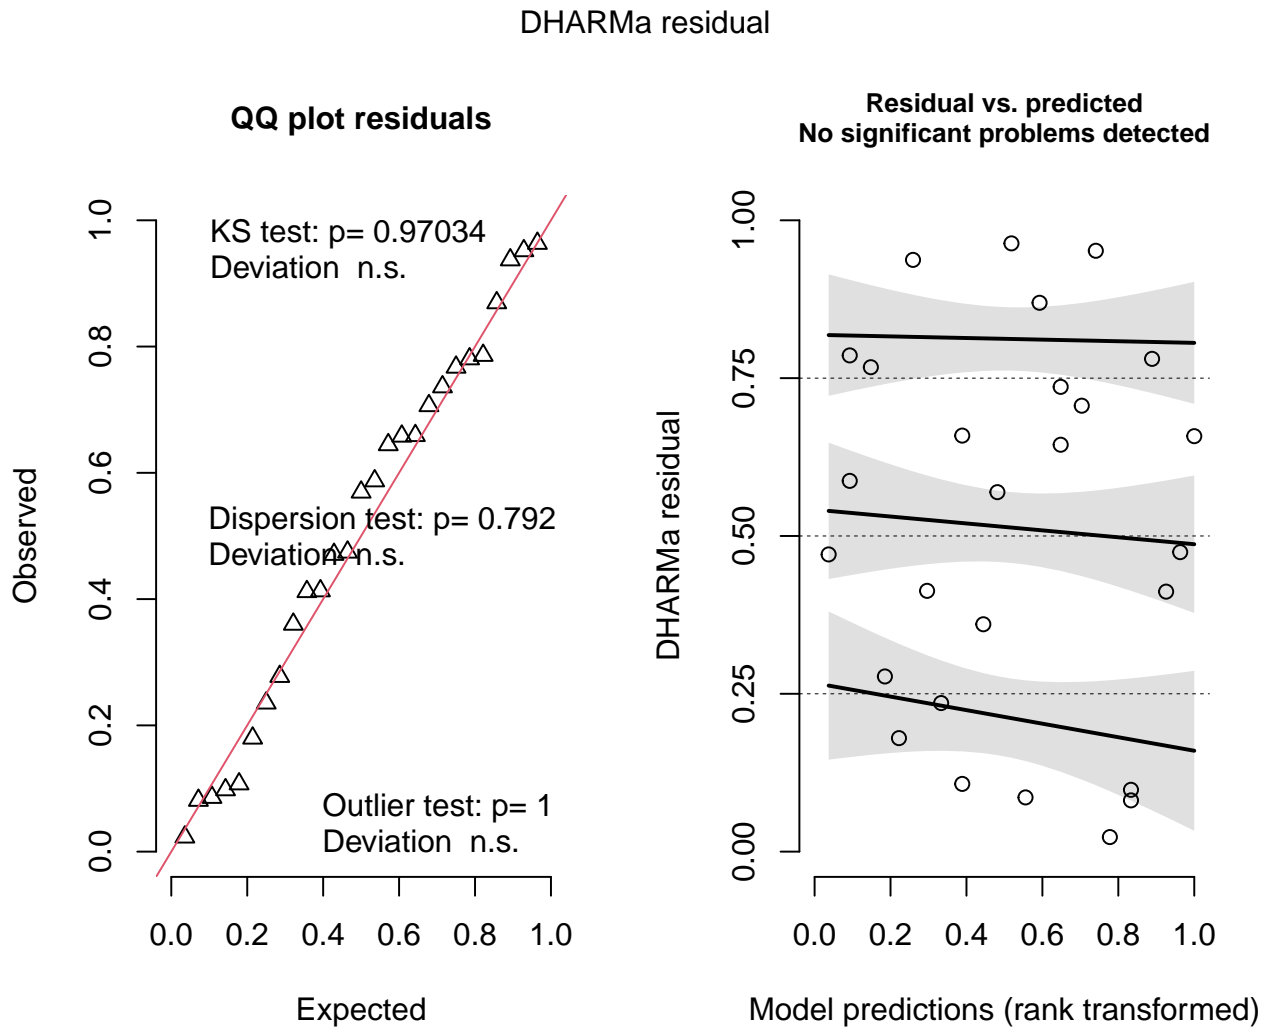 DHARMa residual
QQ plot residuals
KS test: p= 0.97034
Deviation  n.s.
Dispersion test: p= 0.792
Deviation  n.s.
Outlier test: p= 1
Deviation  n.s.
Observed
0.0
0.2
0.4
0.6
0.8
1.0
0.0 0.2 0.4 0.6 0.8 1.0
Expected
Residual vs. predicted
No significant problems detected
DHARMa residual
0.00
0.25
0.50
0.75
1.00
0.0 0.2 0.4 0.6 0.8 1.0
Model predictions (rank transformed)